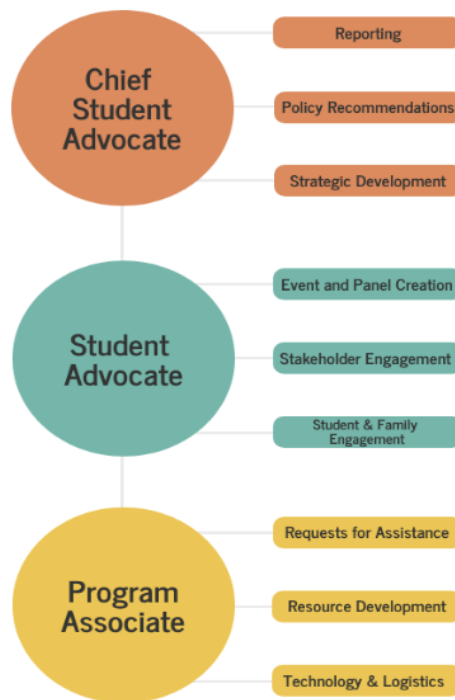 Chief
Student
Advocate
Reporting
Policy Recommendations
Strategic Development
Student
Advocate
Event and Panel Creation
Stakeholder Engagement
Student & Family
Engagement
Program
Associate
Requests for Assistance
Resource Development
Technology & Logistics